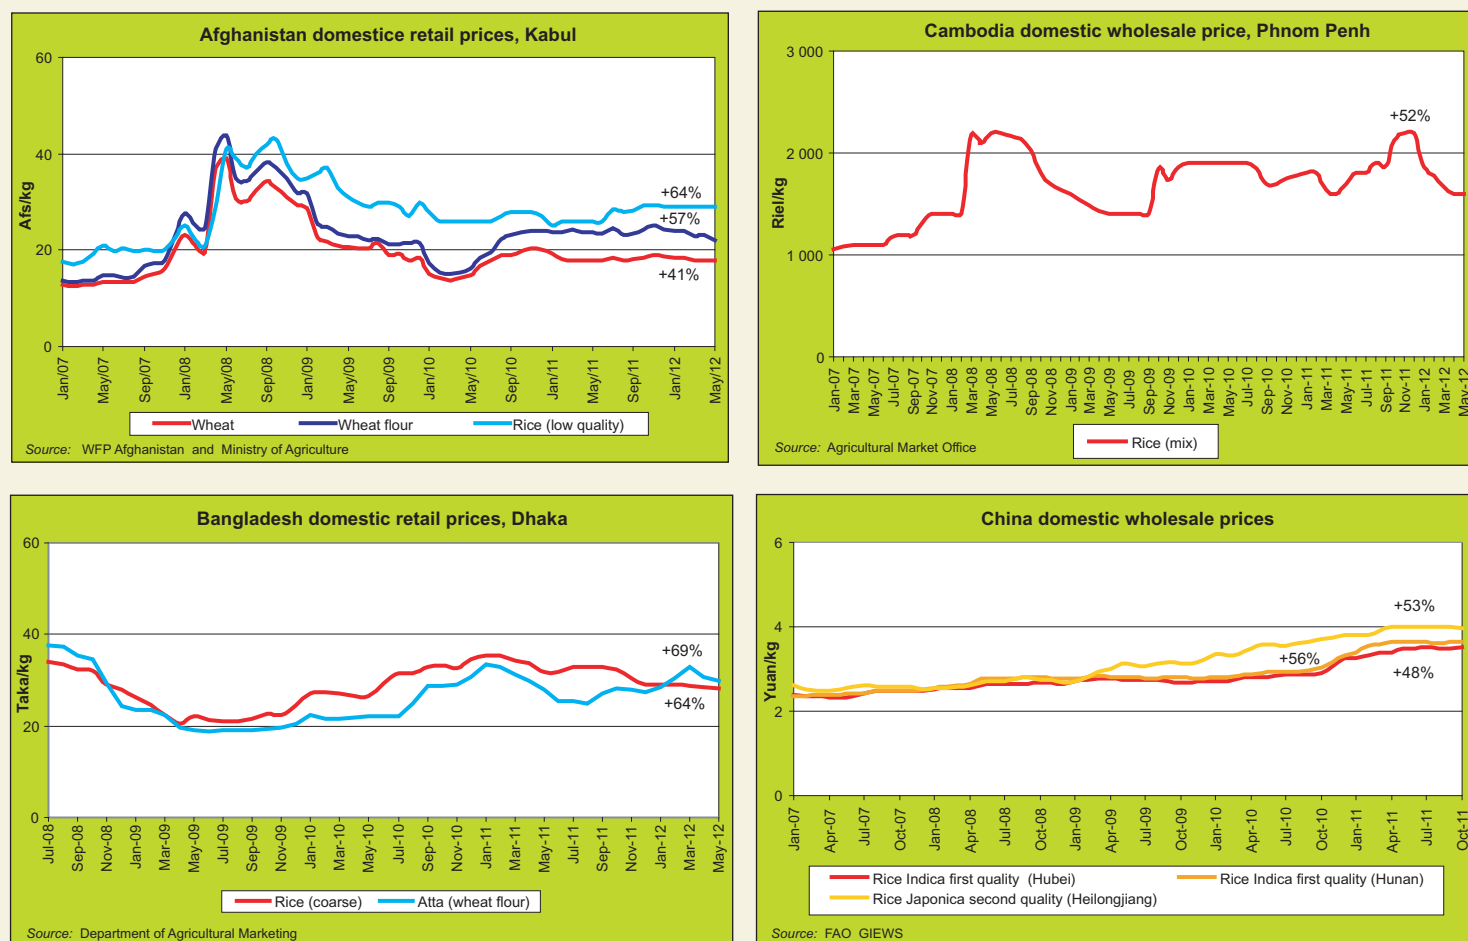 Afghanistan domestice retail prices, Kabul
60
40
20
0
Afs/kg
+64%
+57%
+41%
Jan/07
May/07
Sep/07
Jan/08
May/08
Sep/08
Jan/09
May/09
Sep/09
Jan/10
May/10
Sep/10
Jan/11
May/11
Sep/11
Jan/12
May/12
Wheat
Wheat flour
Rice (low quality)
Source: WFP Afghanistan and Ministry of Agriculture
Cambodia domestic wholesale price, Phnom Penh
3 000
2 000
1 000
0
Riel/kg
+52%
Jan-07
Mar-07
May-07
Jul-07
Sep-07
Nov-07
Jan-08
Mar-08
May-08
Jul-08
Sep-08
Nov-08
Jan-09
Mar-09
May-09
Jul-09
Sep-09
Nov-09
Jan-10
Mar-10
May-10
Jul-10
Sep-10
Nov-10
Jan-11
Mar-11
May-11
Jul-11
Sep-11
Nov-11
Jan-12
Mar-12
May-12
Rice (mix)
Source: Agricultural Market Office
Bangladesh domestic retail prices, Dhaka
60
40
20
0
Taka/kg
+69%
+64%
Jul-08
Sep-08
Nov-08
Jan-09
Mar-09
May-09
Jul-09
Sep-09
Nov-09
Jan-10
Mar-10
May-10
Jul-10
Sep-10
Nov-10
Jan-11
Mar-11
May-11
Jul-11
Sep-11
Nov-11
Jan-12
Mar-12
May-12
Rice (coarse)
Atta (wheat flour)
Source: Department of Agricultural Marketing
China domestic wholesale prices
6
4
2
0
Yuan/kg
+53%
+56%
+48%
Jan-07
Apr-07
Jul-07
Oct-07
Jan-08
Apr-08
Jul-08
Oct-08
Jan-09
Apr-09
Jul-09
Oct-09
Jan-10
Apr-10
Jul-10
Oct-10
Jan-11
Apr-11
Jul-11
Oct-11
Rice Indica first quality (Hubei)
Rice Indica first quality (Hunan)
Rice Japonica second quality (Heilongjiang)
Source: FAO GIEWS